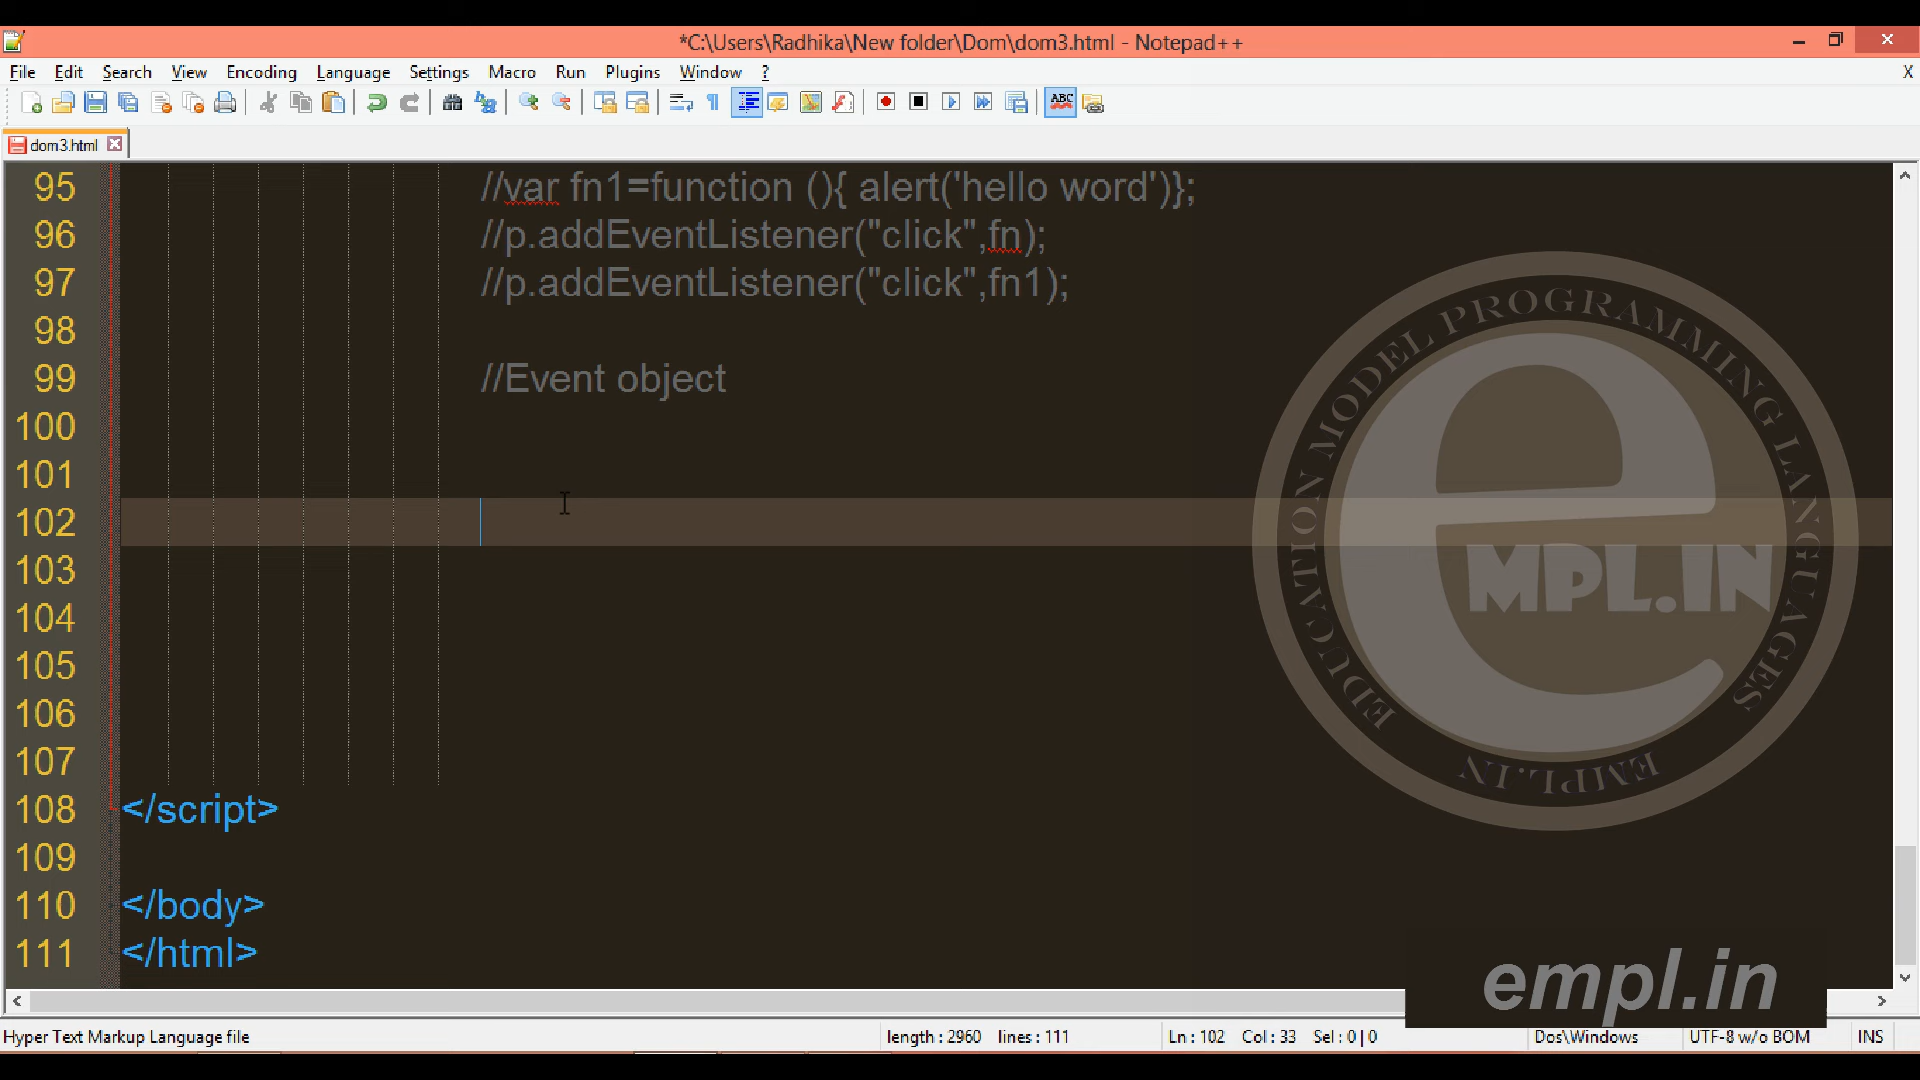 *C:\Users\Radhika\New folder\Dom\dom3.html - Notepad++
File Edit Search View Encoding Language Settings Macro Run Plugins Window ?
X
ABC
dom3.html
95 //var fn1=function (){ alert('hello word')};
96 //p.addEventListener("click",fn);
97 //p.addEventListener("click",fn1);
98
99 //Event object
100
101
102
103
104
105
106
107
108 </script>
109
110 </body>
111 </html>
EDUCATION MODEL PROGRAMMING LANGUAGES
EMPL.IN
eMPL.IN
empl.in
Hyper Text Markup Language file length : 2960 lines : 111 Ln : 102 Col : 33 Sel : 0 | 0 Dos\Windows UTF-8 w/o BOM INS